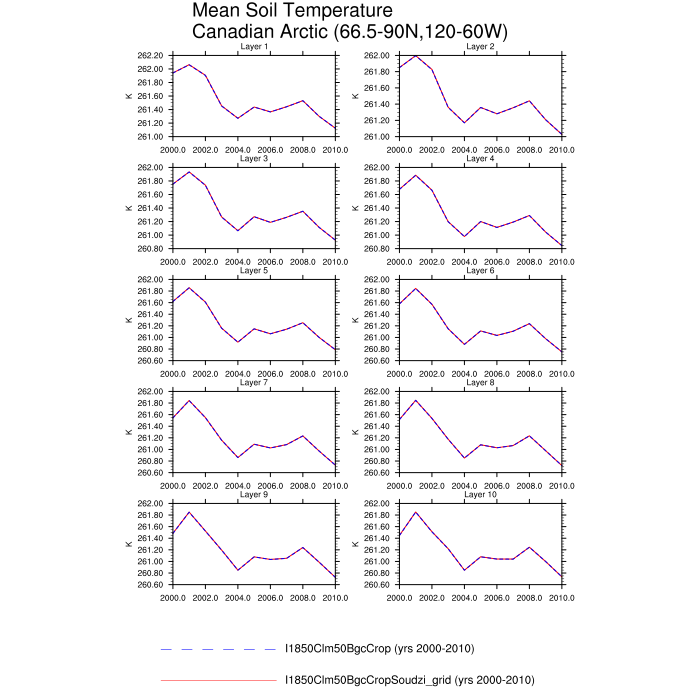 Mean Soil Temperature
Canadian Arctic (66.5-90N,120-60W)
Layer 1
262.20
262.00
261.80
261.60
261.40
261.20
261.00
K
2000.0 2002.0 2004.0 2006.0 2008.0 2010.0
Layer 2
262.00
261.80
261.60
261.40
261.20
261.00
K
2000.0 2002.0 2004.0 2006.0 2008.0 2010.0
Layer 3
262.00
261.80
261.60
261.40
261.20
261.00
260.80
K
2000.0 2002.0 2004.0 2006.0 2008.0 2010.0
Layer 4
262.00
261.80
261.60
261.40
261.20
261.00
260.80
K
2000.0 2002.0 2004.0 2006.0 2008.0 2010.0
Layer 5
262.00
261.80
261.60
261.40
261.20
261.00
260.80
260.60
K
2000.0 2002.0 2004.0 2006.0 2008.0 2010.0
Layer 6
262.00
261.80
261.60
261.40
261.20
261.00
260.80
260.60
K
2000.0 2002.0 2004.0 2006.0 2008.0 2010.0
Layer 7
262.00
261.80
261.60
261.40
261.20
261.00
260.80
260.60
K
2000.0 2002.0 2004.0 2006.0 2008.0 2010.0
Layer 8
262.00
261.80
261.60
261.40
261.20
261.00
260.80
260.60
K
2000.0 2002.0 2004.0 2006.0 2008.0 2010.0
Layer 9
262.00
261.80
261.60
261.40
261.20
261.00
260.80
260.60
K
2000.0 2002.0 2004.0 2006.0 2008.0 2010.0
Layer 10
262.00
261.80
261.60
261.40
261.20
261.00
260.80
260.60
K
2000.0 2002.0 2004.0 2006.0 2008.0 2010.0
I1850Clm50BgcCrop (yrs 2000-2010)
I1850Clm50BgcCropSoudzi_grid (yrs 2000-2010)